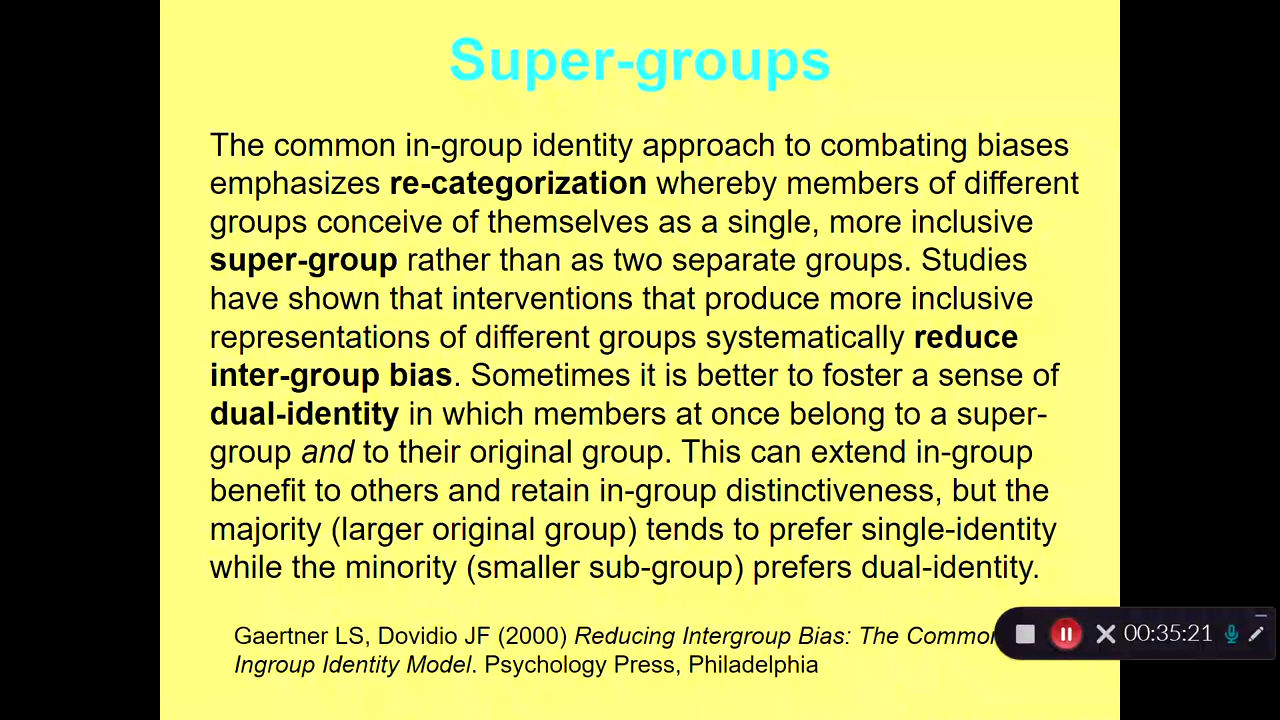 Super-groups
The common in-group identity approach to combating biases
emphasizes re-categorization whereby members of different
groups conceive of themselves as a single, more inclusive
super-group rather than as two separate groups. Studies
have shown that interventions that produce more inclusive
representations of different groups systematically reduce
inter-group bias. Sometimes it is better to foster a sense of
dual-identity in which members at once belong to a super-
group and to their original group. This can extend in-group
benefit to others and retain in-group distinctiveness, but the
majority (larger original group) tends to prefer single-identity
while the minority (smaller sub-group) prefers dual-identity.
Gaertner LS, Dovidio JF (2000) Reducing Intergroup Bias: The Common
Ingroup Identity Model. Psychology Press, Philadelphia
00:35:21